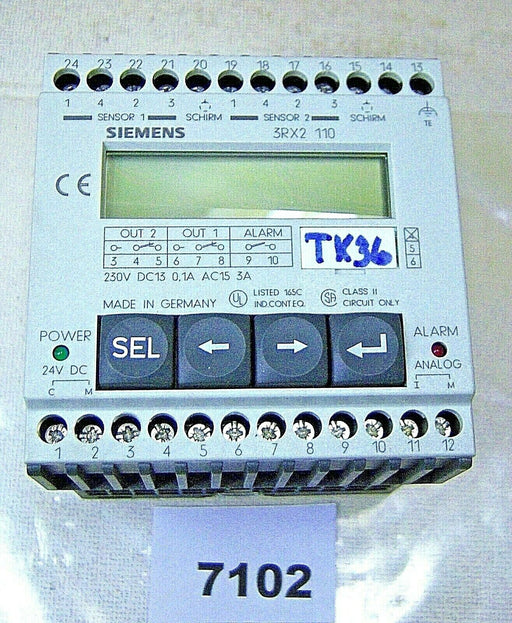 24 23 22 21 20 19 18 17 16 15 14 13
1 4 2 3 1 4 2 3
SENSOR 1 SCHIRM SENSOR 2 SCHIRM
TE
SIEMENS 3RX2 110
CE
OUT 2 OUT 1 ALARM
3 4 5 6 7 8 9 10
TK36
5
6
230V DC13 0,1A AC15 3A
MADE IN GERMANY UL LISTED 165C IND.CONT.EQ. SA CLASS II CIRCUIT ONLY
POWER
24V DC
C M
SEL
ALARM
ANALOG
I M
1 2 3 4 5 6 7 8 9 10 11 12
7102